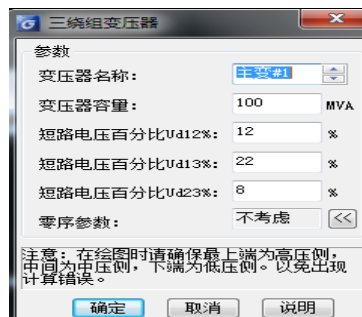 三绕组变压器
参数
变压器名称: 主变#1
变压器容量: 100 MVA
短路电压百分比Ud12%: 12 %
短路电压百分比Ud13%: 22 %
短路电压百分比Ud23%: 8 %
零序参数: 不考虑 <<
注意: 在绘图时请确保最上端为高压侧,
中间为中压侧, 下端为低压侧。以免出现
计算错误。
确定 取消 说明